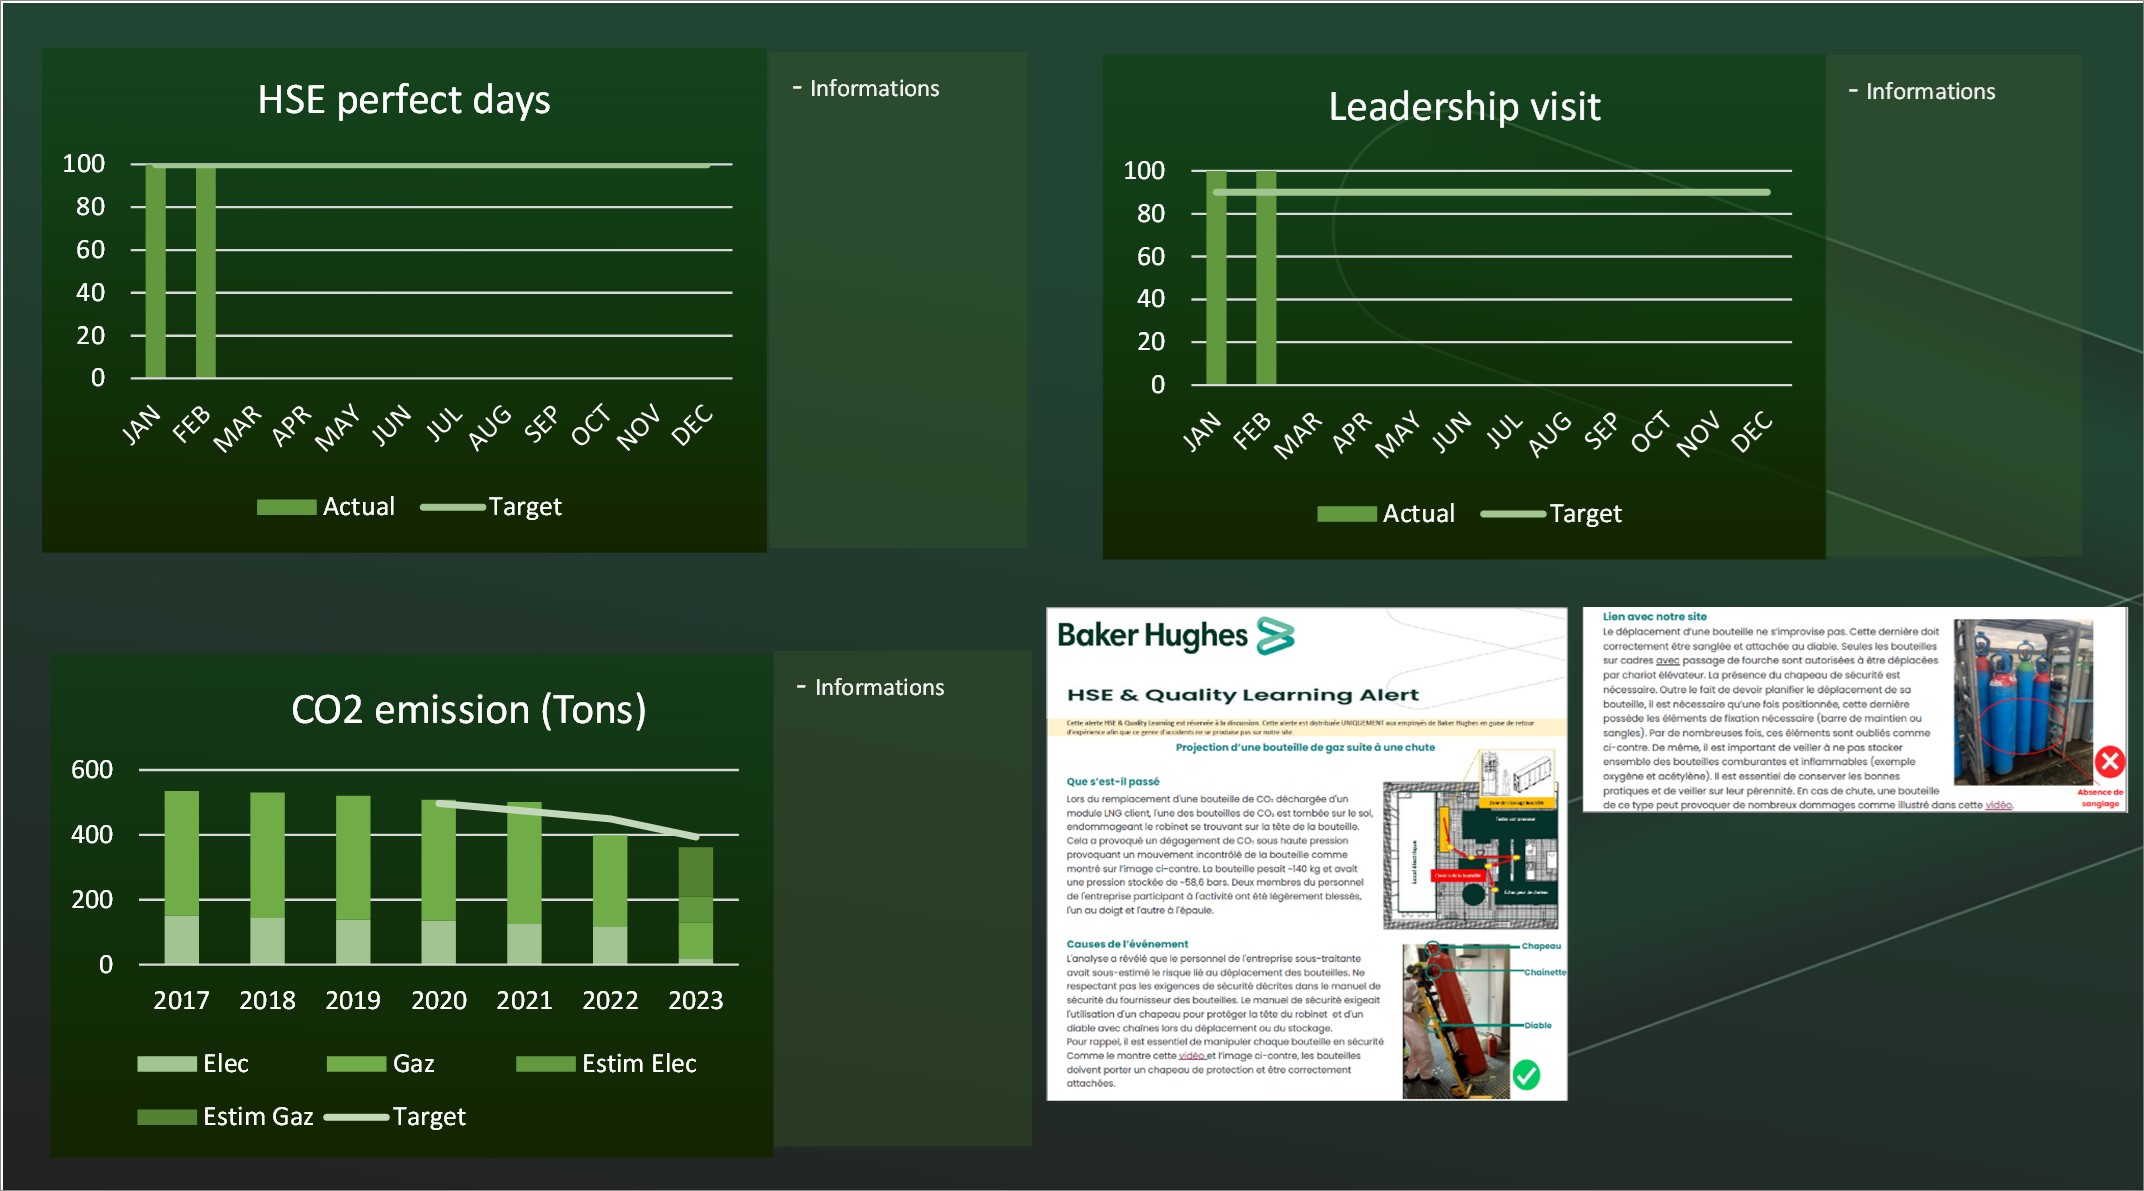 HSE perfect days
100
80
60
40
20
0
JAN FEB MAR APR MAY JUN JUL AUG SEP OCT NOV DEC
Actual Target
- Informations
Leadership visit
100
80
60
40
20
0
JAN FEB MAR APR MAY JUN JUL AUG SEP OCT NOV DEC
Actual Target
- Informations
CO2 emission (Tons)
600
400
200
0
2017 2018 2019 2020 2021 2022 2023
Elec Gaz Estim Elec
Estim Gaz Target
- Informations
Baker Hughes
HSE & Quality Learning Alert
Cette alerte HSE & Quality Learning est réservée à la discussion. Cette alerte est distribuée UNIQUEMENT aux employés de Baker Hughes en guise de retour
d'expérience afin que ce genre d'accidents ne se produise pas sur notre site.
Projection d'une bouteille de gaz suite à une chute
Que s'est-il passé
Lors du remplacement d'une bouteille de CO₂ déchargée d'un
module LNG client, l'une des bouteilles de CO₂ est tombée sur le sol,
endommageant le robinet se trouvant sur la tête de la bouteille.
Cela a provoqué un dégagement de CO₂ sous haute pression
provoquant un mouvement incontrôlé de la bouteille comme
montré sur l'image ci-contre. La bouteille pesait ~140 kg et avait
une pression stockée de ~58,6 bars. Deux membres du personnel
de l'entreprise participant à l'activité ont été légèrement blessés,
l'un au doigt et l'autre à l'épaule.
Local électrique
Causes de l'événement
L'analyse a révélé que le personnel de l'entreprise sous-traitante
avait sous-estimé le risque lié au déplacement des bouteilles. Ne
respectant pas les exigences de sécurité décrites dans le manuel de
sécurité du fournisseur des bouteilles. Le manuel de sécurité exigeait
l'utilisation d'un chapeau pour protéger la tête du robinet et d'un
diable avec chaînes lors du déplacement ou du stockage.
Pour rappel, il est essentiel de manipuler chaque bouteille en sécurité
Comme le montre cette vidéo et l'image ci-contre, les bouteilles
doivent porter un chapeau de protection et être correctement
attachées.
Chapeau
Chainette
Diable
Lien avec notre site
Le déplacement d'une bouteille ne s'improvise pas. Cette dernière doit
correctement être sanglée et attachée au diable. Seules les bouteilles
sur cadres avec passage de fourche sont autorisées à être déplacées
par chariot élévateur. La présence du chapeau de sécurité est
nécessaire. Outre le fait de devoir planifier le déplacement de sa
bouteille, il est nécessaire qu'une fois positionnée, cette dernière
possède les éléments de fixation nécessaire (barre de maintien ou
sangles). Par de nombreuses fois, ces éléments sont oubliés comme
ci-contre. De même, il est important de veiller à ne pas stocker
ensemble des bouteilles comburantes et inflammables (exemple
oxygène et acétylène). Il est essentiel de conserver les bonnes
pratiques et de veiller sur leur pérennité. En cas de chute, une bouteille
de ce type peut provoquer de nombreux dommages comme illustré dans cette vidéo.
Absence de
sanglage